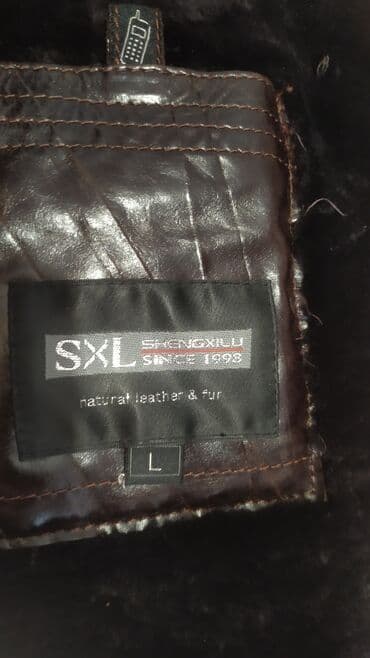 SXL SHENGXILU
SINCE 1998
natural leather & fur
L